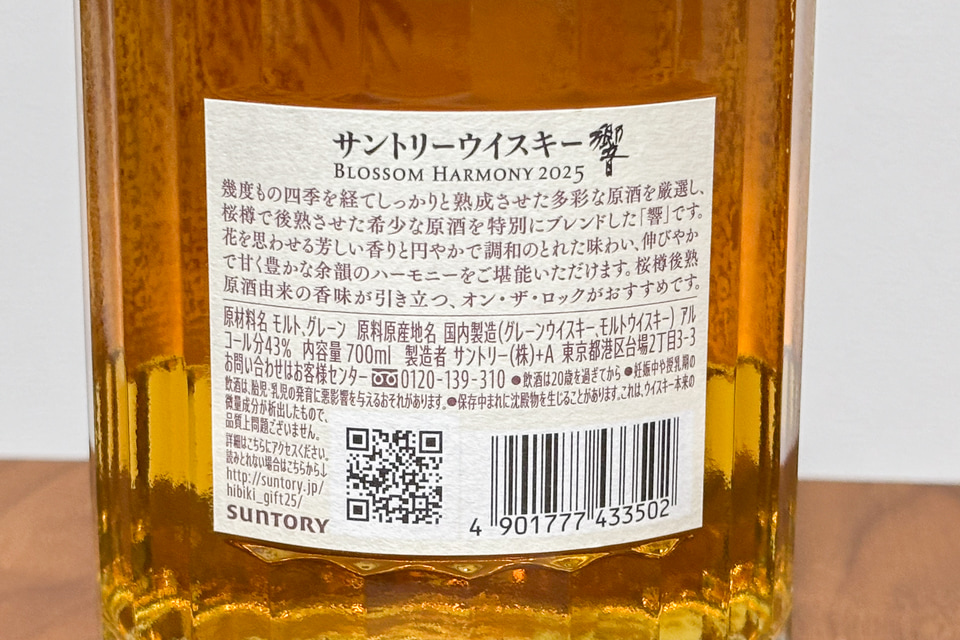 サントリーウイスキー 響
BLOSSOM HARMONY 2025
幾度もの四季を経てしっかりと熟成させた多彩な原酒を厳選し、
桜樽で後熟させた希少な原酒を特別にブレンドした「響」です。
花を思わせる芳しい香りと円やかで調和のとれた味わい、伸びやか
で甘く豊かな余韻のハーモニーをご堪能いただけます。桜樽後熟
原酒由来の香味が引き立つ、オン・ザ・ロックがおすすめです。
原材料名 モルト、グレーン 原料原産地名 国内製造(グレーンウイスキー、モルトウイスキー) アル
コール分43% 内容量 700ml 製造者 サントリー(株)+A 東京都港区台場2丁目3-3
お問い合わせはお客様センター 0120-139-310 ●飲酒は20歳を過ぎてから ●妊娠中や授乳期の
飲酒は、胎児・乳児の発育に悪影響を与えるおそれがあります。●保存中まれに沈殿物を生じることがあります。これは、ウイスキー本来の
微量成分が析出したもので、
品質上問題ございません。
詳細はこちらにアクセスください。
読みとれない場合はこちらから↓
http://suntory.jp/
hibiki_gift25/
SUNTORY
4 901777 433502